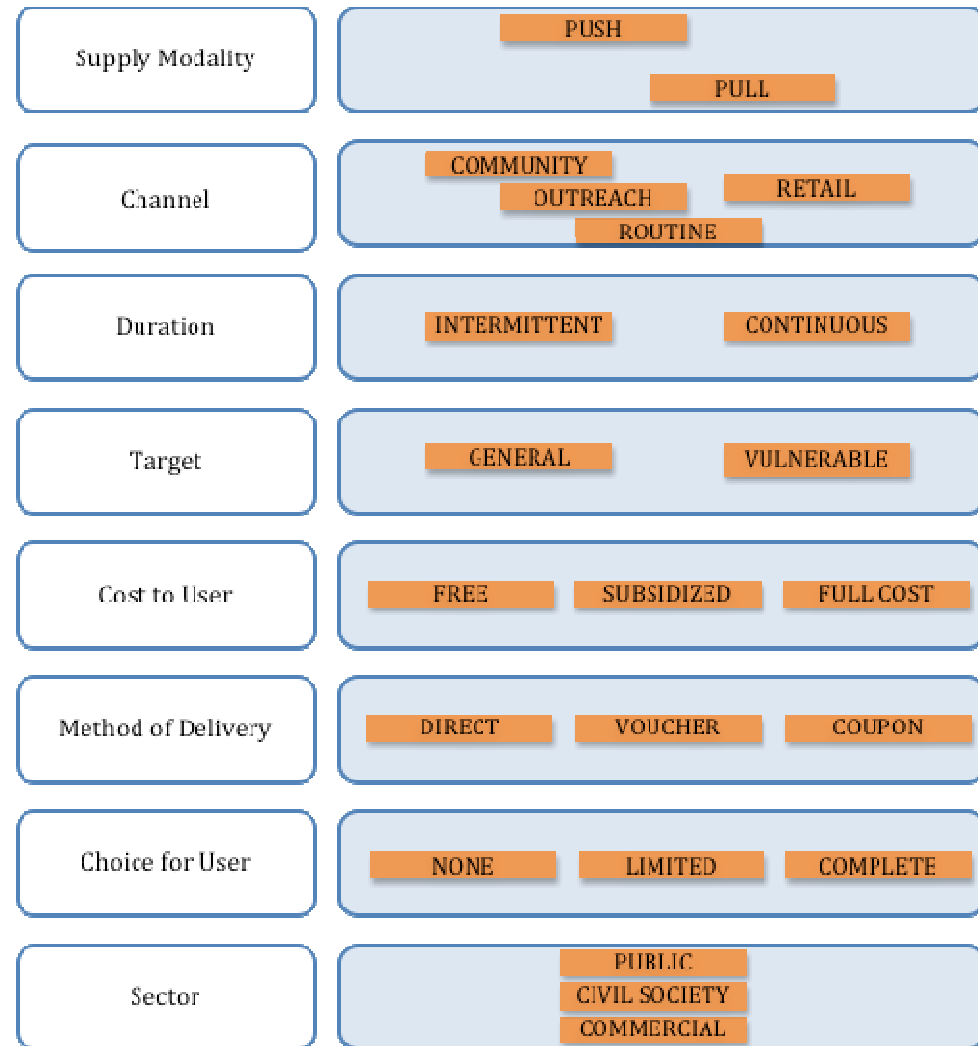 Supply Modality
PUSH
PULL
Channel
COMMUNITY
OUTREACH
RETAIL
ROUTINE
Duration
INTERMITTENT
CONTINUOUS
Target
GENERAL
VULNERABLE
Cost to User
FREE
SUBSIDIZED
FULL COST
Method of Delivery
DIRECT
VOUCHER
COUPON
Choice for User
NONE
LIMITED
COMPLETE
Sector
PUBLIC
CIVIL SOCIETY
COMMERCIAL